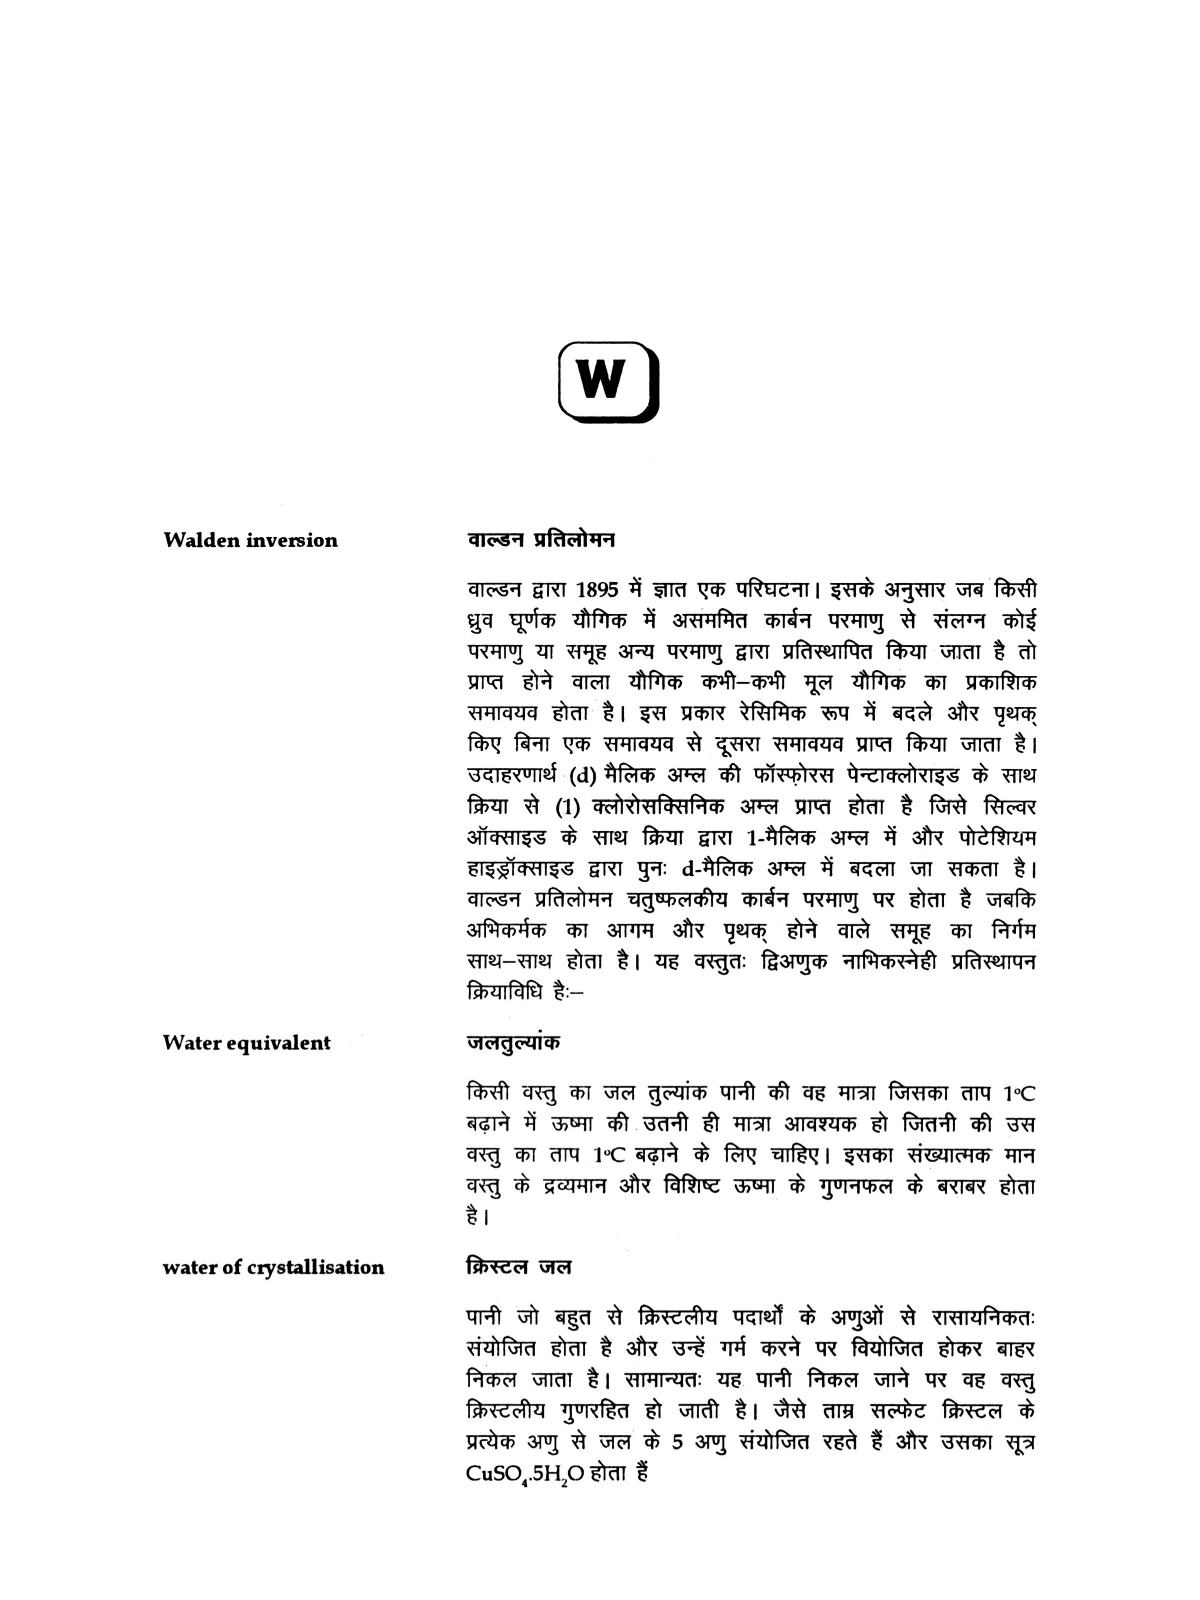 W
Walden inversion
वाल्डन प्रतिलोमन
वाल्डन द्वारा 1895 में ज्ञात एक परिघटना। इसके अनुसार जब किसी
ध्रुव घूर्णक यौगिक में असममित कार्बन परमाणु से संलग्न कोई
परमाणु या समूह अन्य परमाणु द्वारा प्रतिस्थापित किया जाता है तो
प्राप्त होने वाला यौगिक कभी–कभी मूल यौगिक का प्रकाशिक
समावयव होता है। इस प्रकार रेसिमिक रूप में बदले और पृथक्
किए बिना एक समावयव से दूसरा समावयव प्राप्त किया जाता है।
उदाहरणार्थ (d) मैलिक अम्ल की फॉस्फ़ोरस पेन्टाक्लोराइड के साथ
क्रिया से (1) क्लोरोसक्सिनिक अम्ल प्राप्त होता है जिसे सिल्वर
ऑक्साइड के साथ क्रिया द्वारा 1-मैलिक अम्ल में और पोटेशियम
हाइड्रॉक्साइड द्वारा पुनः d-मैलिक अम्ल में बदला जा सकता है।
वाल्डन प्रतिलोमन चतुष्फलकीय कार्बन परमाणु पर होता है जबकि
अभिकर्मक का आगम और पृथक् होने वाले समूह का निर्गम
साथ–साथ होता है। यह वस्तुतः द्विअणुक नाभिकस्नेही प्रतिस्थापन
क्रियाविधि हैः–
Water equivalent
जलतुल्यांक
किसी वस्तु का जल तुल्यांक पानी की वह मात्रा जिसका ताप 1°C
बढ़ाने में ऊष्मा की उतनी ही मात्रा आवश्यक हो जितनी की उस
वस्तु का ताप 1°C बढ़ाने के लिए चाहिए। इसका संख्यात्मक मान
वस्तु के द्रव्यमान और विशिष्ट ऊष्मा के गुणनफल के बराबर होता
है।
water of crystallisation
क्रिस्टल जल
पानी जो बहुत से क्रिस्टलीय पदार्थों के अणुओं से रासायनिकतः
संयोजित होता है और उन्हें गर्म करने पर वियोजित होकर बाहर
निकल जाता है। सामान्यतः यह पानी निकल जाने पर वह वस्तु
क्रिस्टलीय गुणरहित हो जाती है। जैसे ताम्र सल्फेट क्रिस्टल के
प्रत्येक अणु से जल के 5 अणु संयोजित रहते हैं और उसका सूत्र
CuSO₄.5H₂O होता हैं